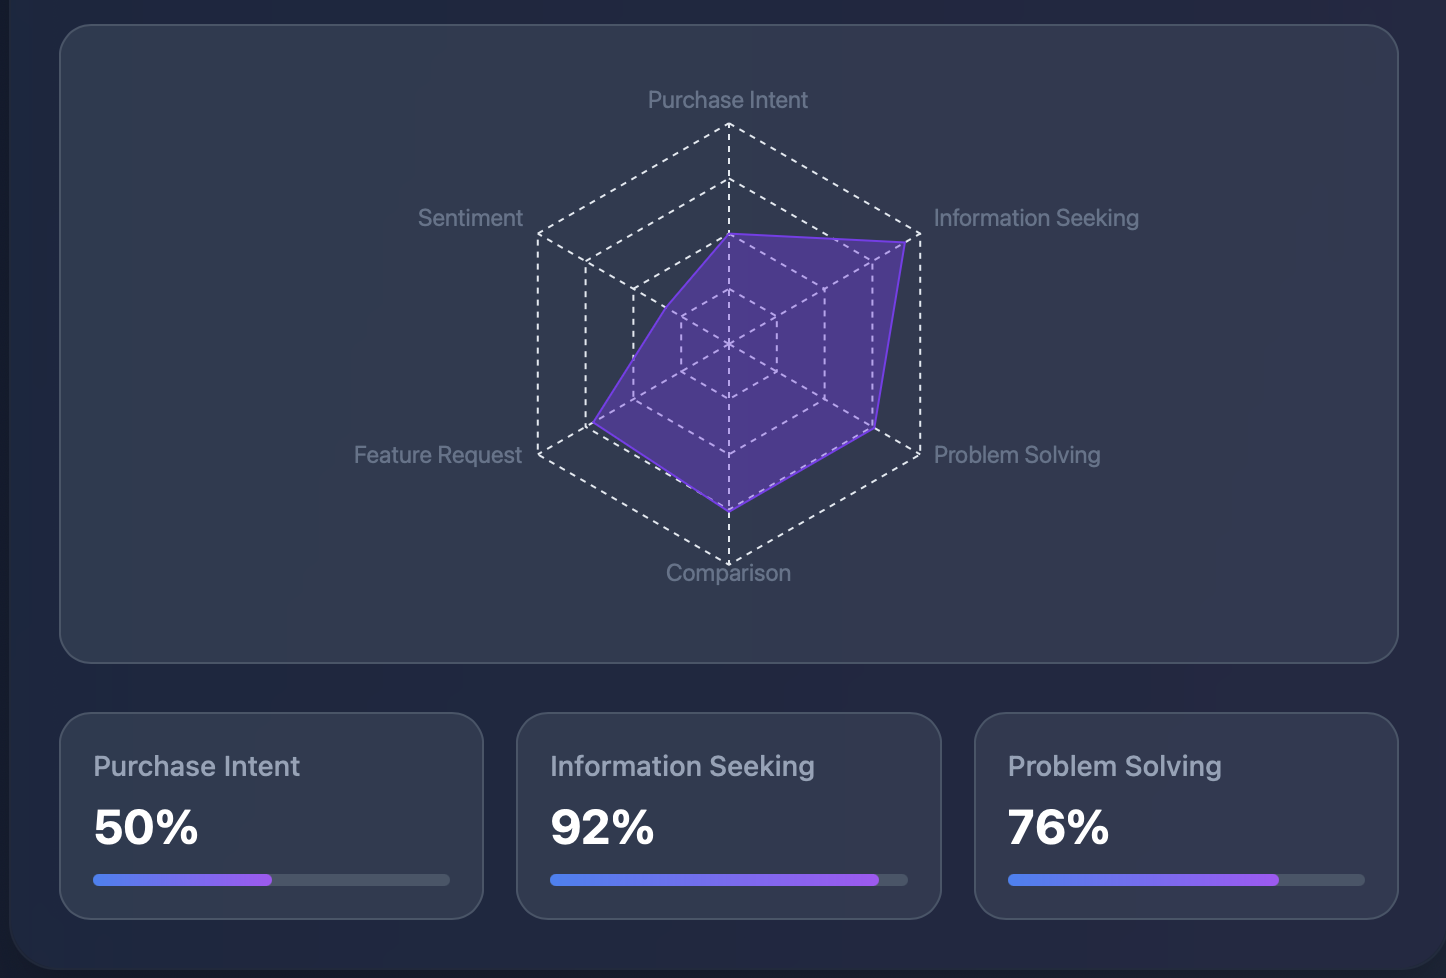 Purchase Intent
Sentiment
Information Seeking
Feature Request
Problem Solving
Comparison
Purchase Intent
50%
Information Seeking
92%
Problem Solving
76%